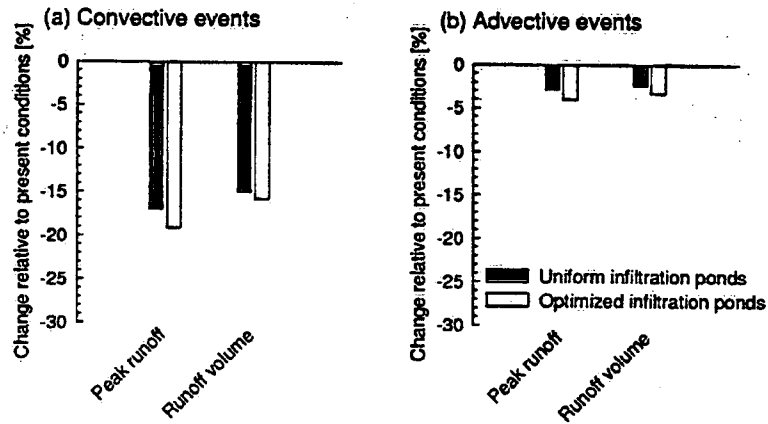 (a) Convective events
Change relative to present conditions [%]
0
-5
-10
-15
-20
-25
-30
Peak runoff
Runoff volume
(b) Advective events
Change relative to present conditions [%]
0
-5
-10
-15
-20
-25
-30
Uniform infiltration ponds
Optimized infiltration ponds
Peak runoff
Runoff volume